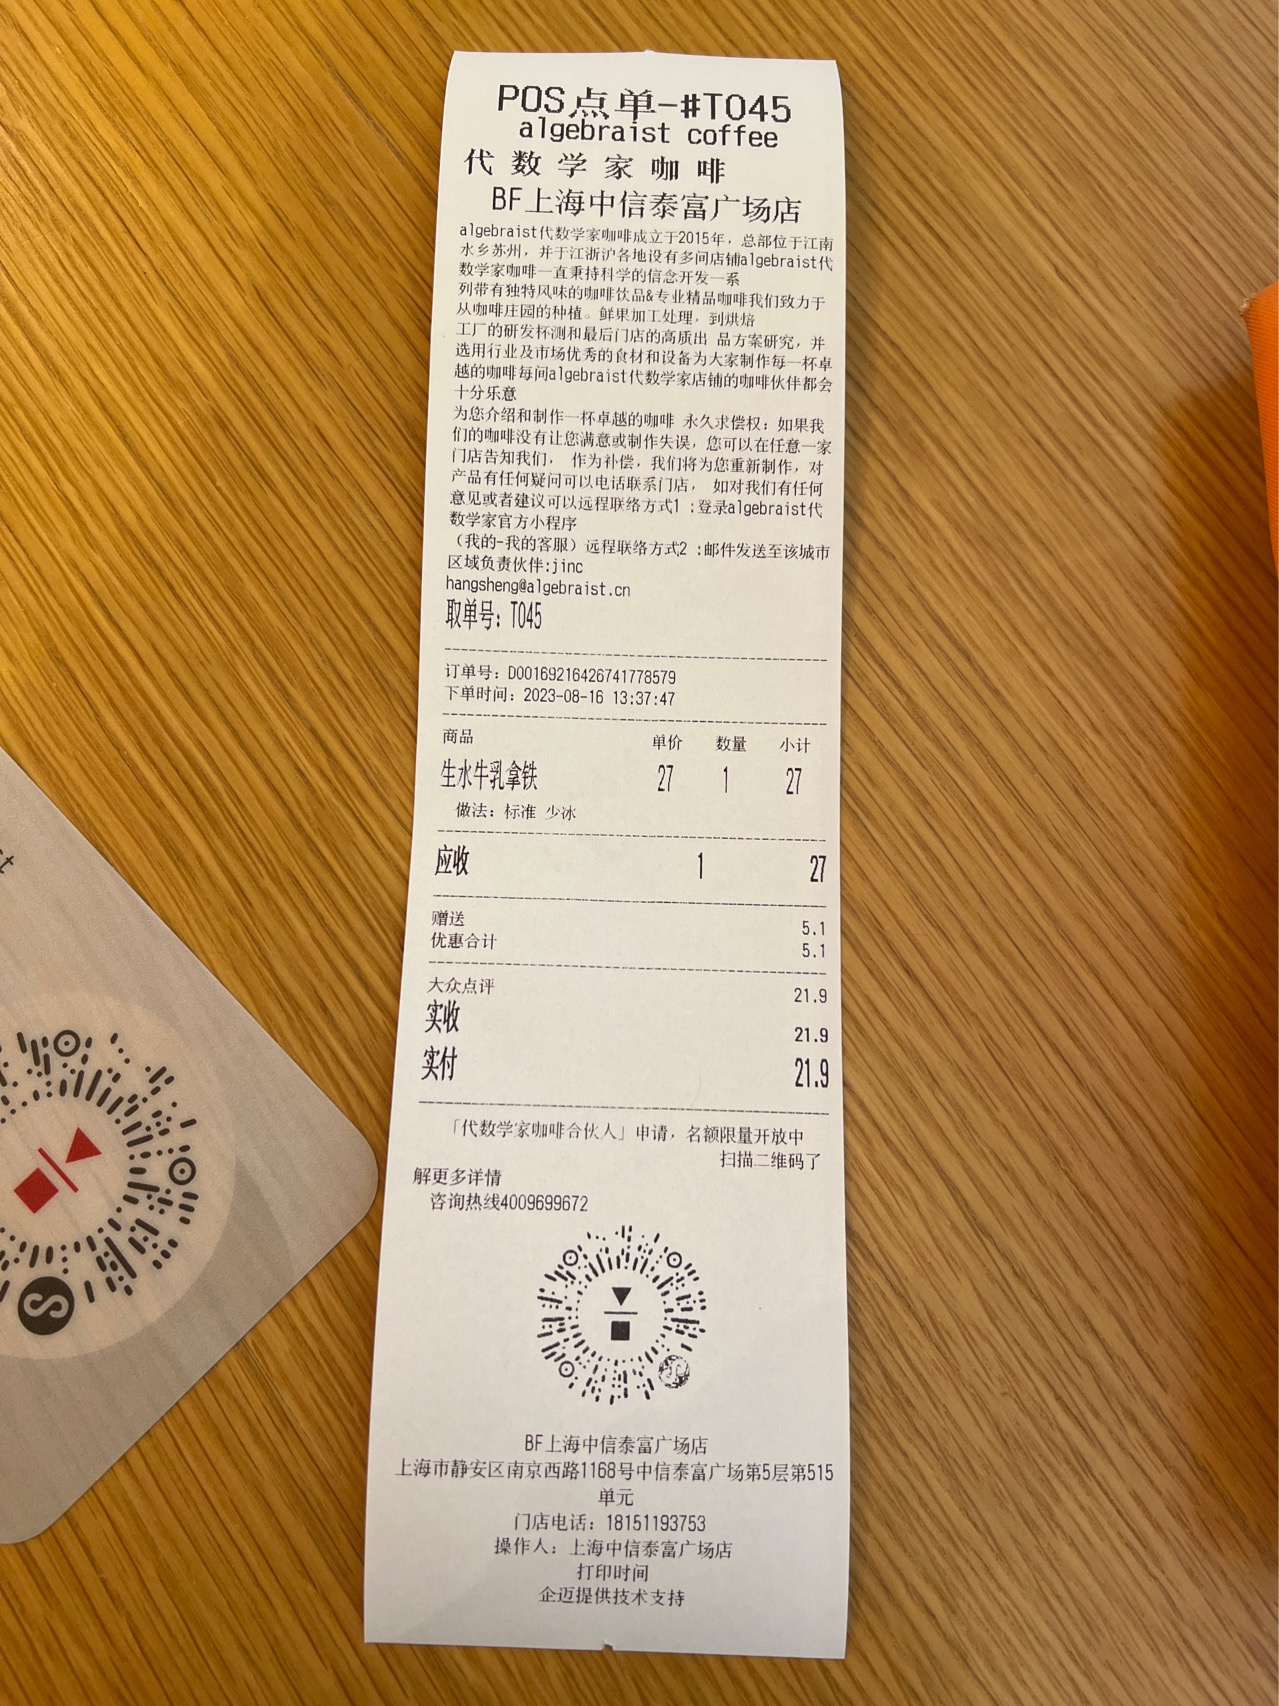 POS点单-#T045
algebraist coffee
代数学家咖啡
BF上海中信泰富广场店
algebraist代数学家咖啡成立于2015年，总部位于江南
水乡苏州，并于江浙沪各地设有多间店铺algebraist代
数学家咖啡一直秉持科学的信念开发一系
列带有独特风味的咖啡饮品&专业精品咖啡我们致力于
从咖啡庄园的种植。鲜果加工处理，到烘焙
工厂的研发杯测和最后门店的高质出 品方案研究，并
选用行业及市场优秀的食材和设备为大家制作每一杯卓
越的咖啡每间algebraist代数学家店铺的咖啡伙伴都会
十分乐意
为您介绍和制作一杯卓越的咖啡 永久求偿权：如果我
们的咖啡没有让您满意或制作失误，您可以在任意一家
门店告知我们， 作为补偿，我们将为您重新制作，对
产品有任何疑问可以电话联系门店， 如对我们有任何
意见或者建议可以远程联络方式1 :登录algebraist代
数学家官方小程序
（我的-我的客服）远程联络方式2 :邮件发送至该城市
区域负责伙伴:jinc
hangsheng@algebraist.cn
取单号：T045
订单号：D00169216426741778579
下单时间：2023-08-16 13:37:47
商品 单价 数量 小计
生水牛乳拿铁 27 1 27
做法：标准 少冰
应收 1 27
赠送 5.1
优惠合计 5.1
大众点评 21.9
实收 21.9
实付 21.9
「代数学家咖啡合伙人」申请，名额限量开放中
扫描二维码了
解更多详情
咨询热线4009699672
BF上海中信泰富广场店
上海市静安区南京西路1168号中信泰富广场第5层第515
单元
门店电话：18151193753
操作人：上海中信泰富广场店
打印时间
企迈提供技术支持